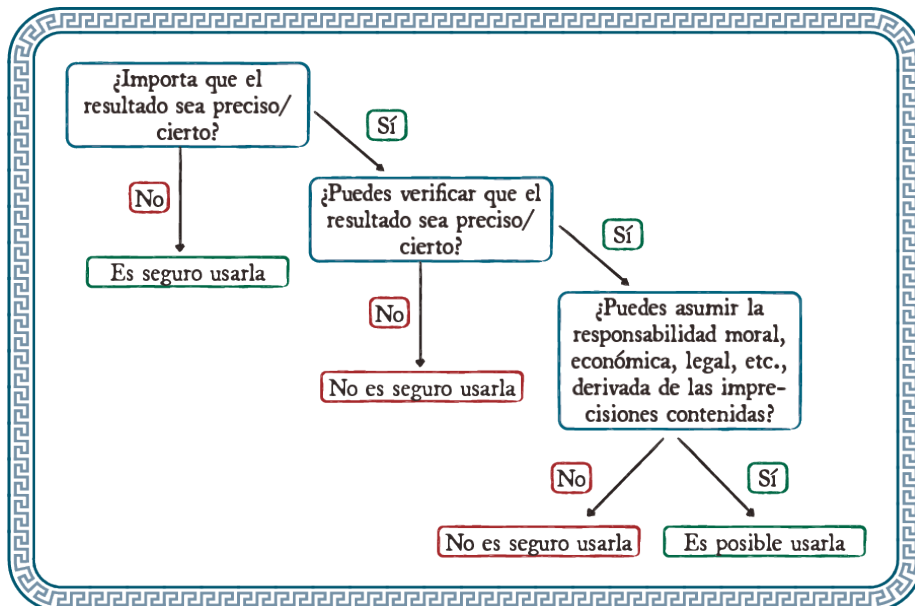 ¿Importa que el
resultado sea preciso/
cierto?
Sí
No
¿Puedes verificar que el
resultado sea preciso/
cierto?
Es seguro usarla
Sí
No
¿Puedes asumir la
responsabilidad moral,
económica, legal, etc.,
derivada de las impre-
cisiones contenidas?
No es seguro usarla
No
Sí
No es seguro usarla
Es posible usarla